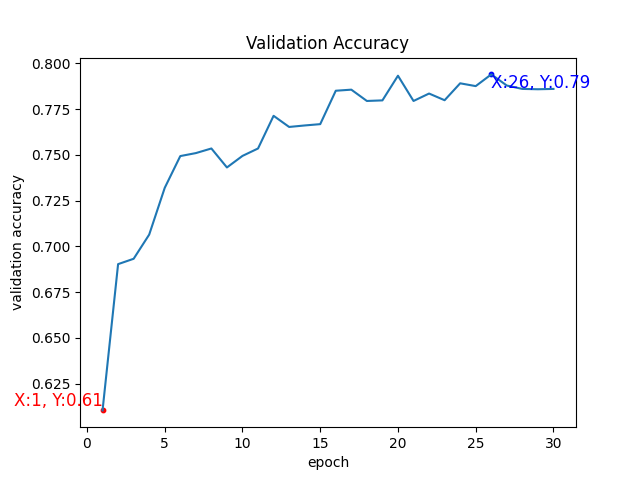 Validation Accuracy
0.800
0.775
0.750
0.725
0.700
0.675
0.650
0.625
validation accuracy
X:26, Y:0.79
X:1, Y:0.61
0 5 10 15 20 25 30
epoch